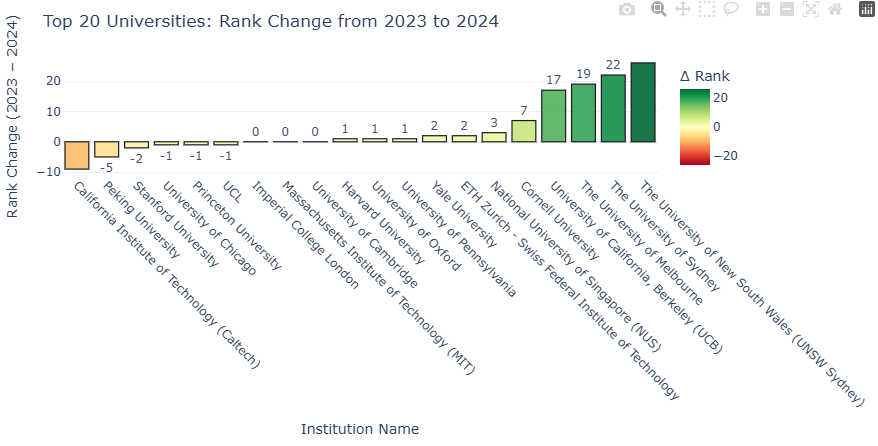 Top 20 Universities: Rank Change from 2023 to 2024
Rank Change (2023 − 2024)
20
10
0
−10
-5
-2
-1
-1
-1
0
0
0
1
1
1
2
2
3
7
17
19
22
California Institute of Technology (Caltech)
Peking University
Stanford University
University of Chicago
Princeton University
UCL
Imperial College London
Massachusetts Institute of Technology (MIT)
University of Cambridge
Harvard University
University of Oxford
University of Pennsylvania
Yale University
ETH Zurich - Swiss Federal Institute of Technology
National University of Singapore (NUS)
Cornell University
University of California, Berkeley (UCB)
The University of Melbourne
The University of Sydney
The University of New South Wales (UNSW Sydney)
Institution Name
Δ Rank
20
0
−20